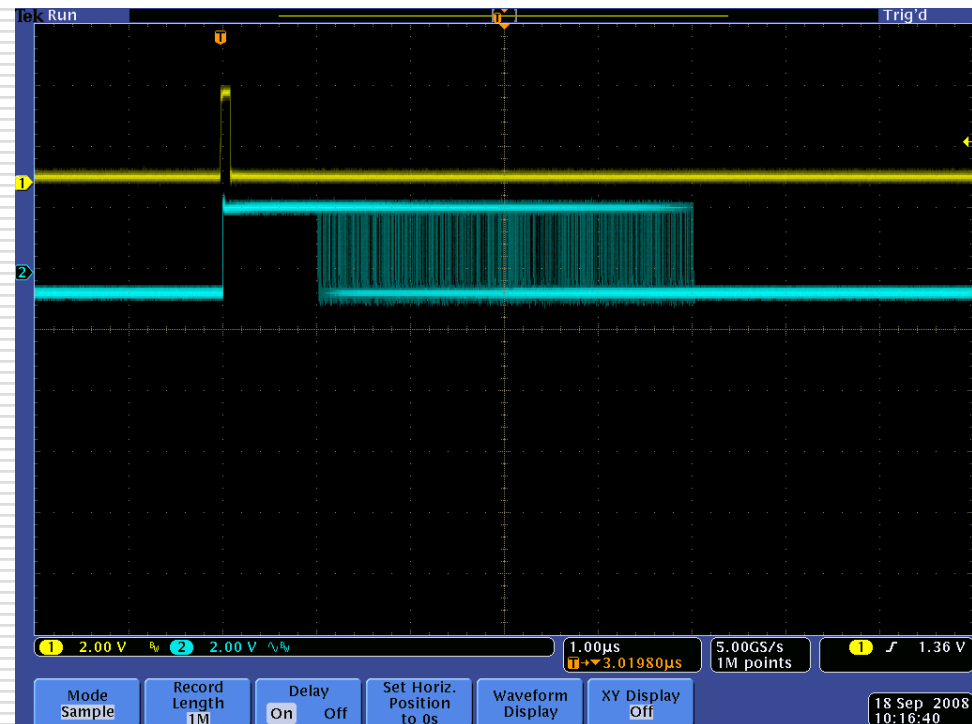 Tek Run
Trig'd
T
T
1
2
1 2.00 V BW 2 2.00 V BW
1.00µs
T→▼3.01980µs
5.00GS/s
1M points
1 1.36 V
Mode
Sample
Record
Length
1M
Delay
On Off
Set Horiz.
Position
to 0s
Waveform
Display
XY Display
Off
18 Sep 2008
10:16:40